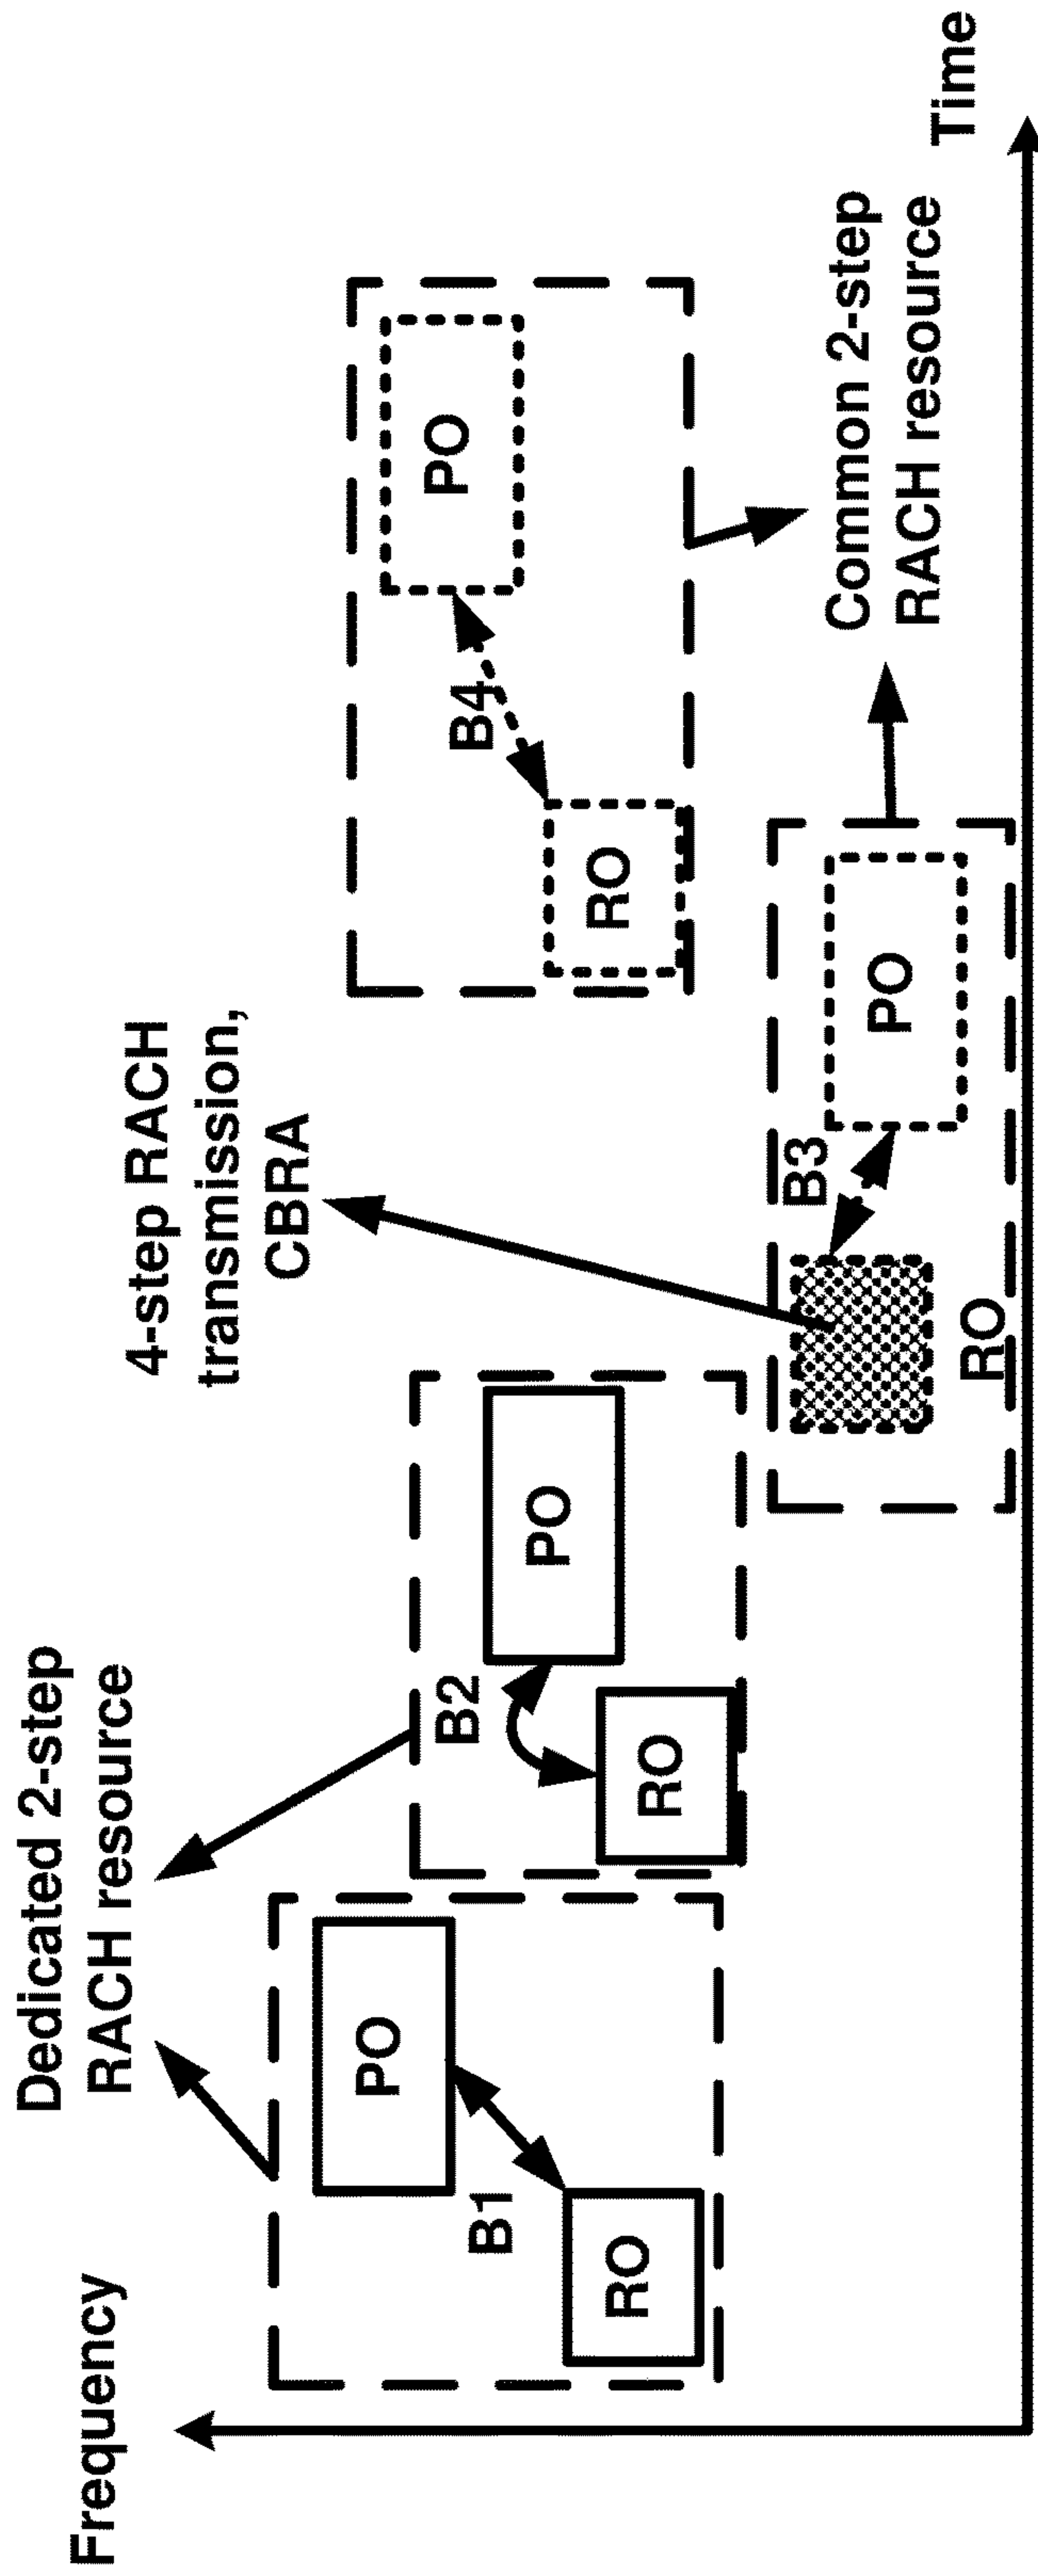 Frequency
Dedicated 2-step
RACH resource
4-step RACH
transmission,
CBRA
PO
B1
RO
B2
PO
RO
B4
PO
RO
B3
PO
RO
Common 2-step
RACH resource
Time